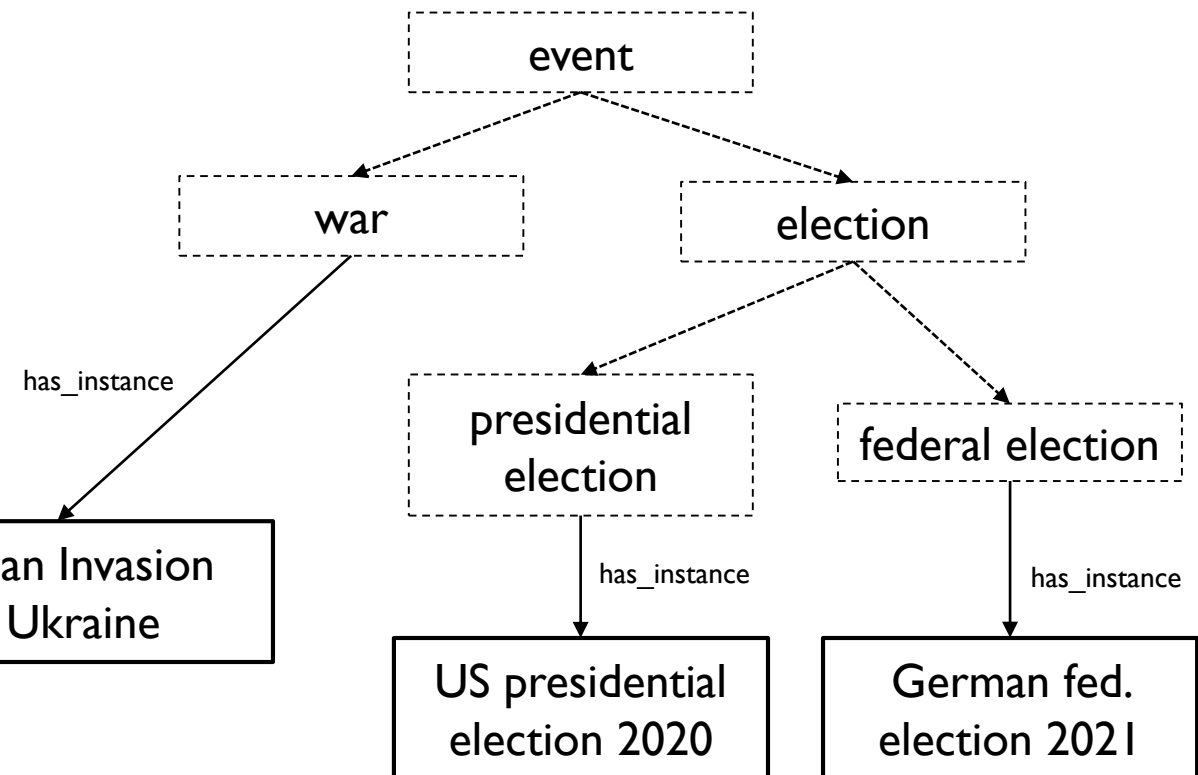 event
war
election
has_instance
presidential
election
federal election
an Invasion
Ukraine
has_instance
has_instance
US presidential
election 2020
German fed.
election 2021